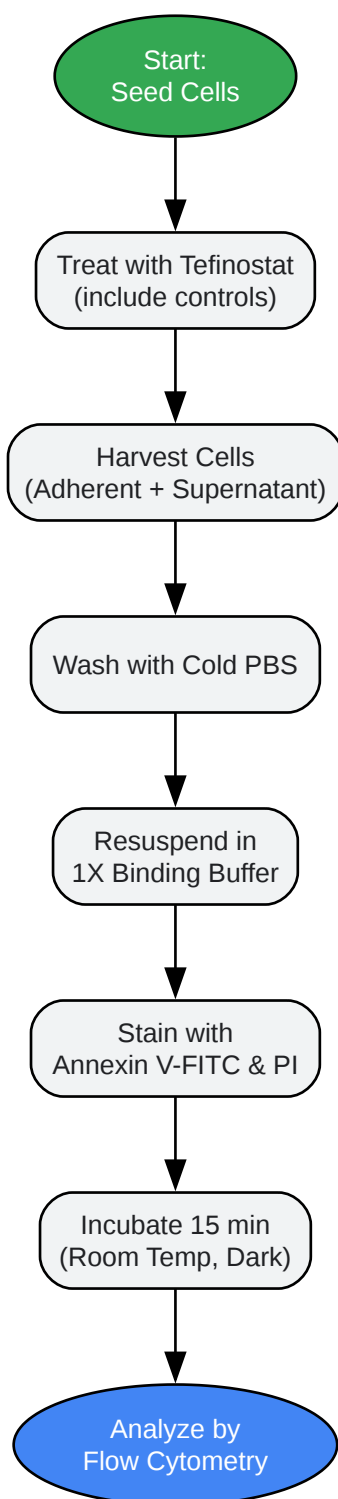 Start:
Seed Cells
Treat with Tefinostat
(include controls)
Harvest Cells
(Adherent + Supernatant)
Wash with Cold PBS
Resuspend in
1X Binding Buffer
Stain with
Annexin V-FITC & PI
Incubate 15 min
(Room Temp, Dark)
Analyze by
Flow Cytometry